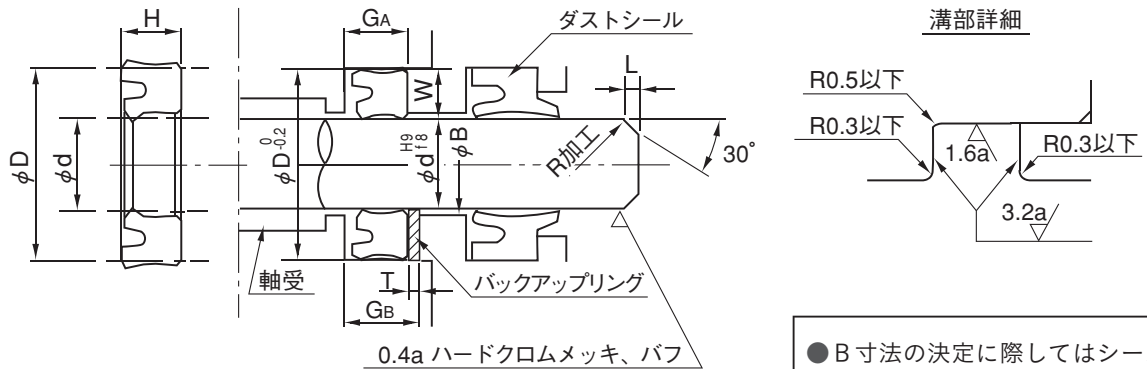 H
GA
ダストシール
溝部詳細
L
W
R0.5以下
R0.3以下
1.6a
R0.3以下
3.2a
φD
φd
φD 0 -0.2
φd H9 f8
φB
R加工
30°
軸受
T
バックアップリング
GB
0.4a ハードクロムメッキ、バフ
●B寸法の決定に際してはシー